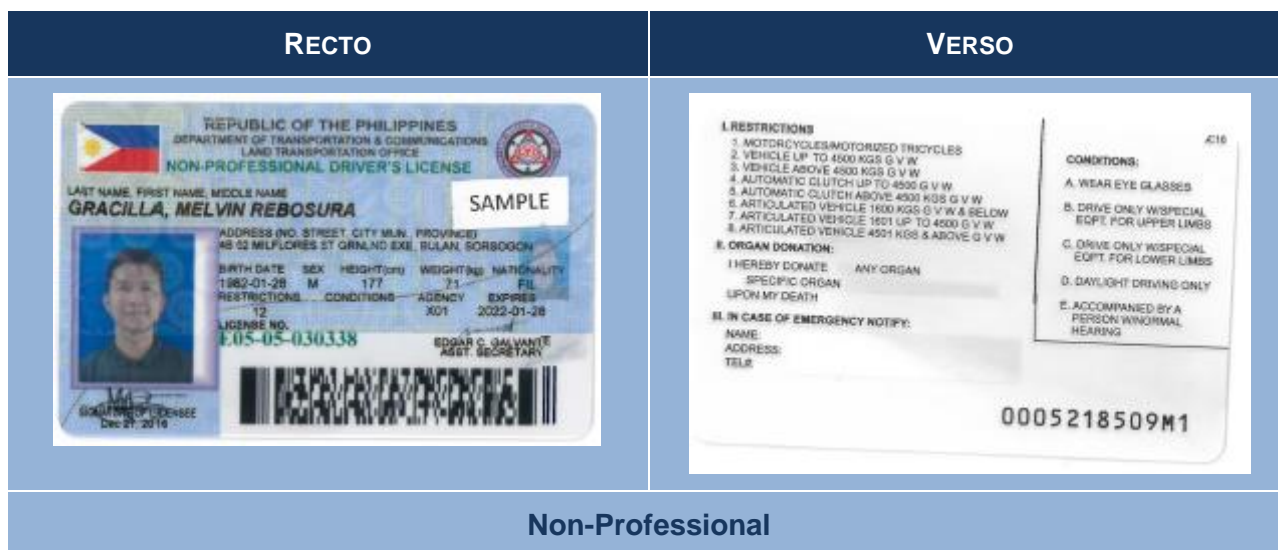 RECTO
VERSO
REPUBLIC OF THE PHILIPPINES
DEPARTMENT OF TRANSPORTATION & COMMUNICATIONS
LAND TRANSPORTATION OFFICE
NON-PROFESSIONAL DRIVER'S LICENSE
LAST NAME, FIRST NAME, MIDDLE NAME
SAMPLE
GRACILLA, MELVIN REBOSURA
ADDRESS (NO. STREET, CITY MUN., PROVINCE)
MILFLORES ST BULAN, SORSOGON
BIRTH DATE SEX HEIGHT(cm) WEIGHT(kg) NATIONALITY
1982-01-28 M 177 71 FIL
RESTRICTIONS CONDITIONS AGENCY EXPIRES
12 X01 2022-01-28
LICENSE NO.
E05-05-030338
EDGAR C. GALVANTE
ASST. SECRETARY
SIGNATURE OF LICENSEE
Dec 27, 2016
I. RESTRICTIONS
1. MOTORCYCLES/MOTORIZED TRICYCLES
2. VEHICLE UP TO 4500 KGS G V W
3. VEHICLE ABOVE 4500 KGS G V W
4. AUTOMATIC CLUTCH UP TO 4500 G V W
5. AUTOMATIC CLUTCH ABOVE 4500 KGS G V W
6. ARTICULATED VEHICLE 1600 KGS G V W & BELOW
7. ARTICULATED VEHICLE 1601 UP TO 4500 G V W
8. ARTICULATED VEHICLE 4501 KGS & ABOVE G V W
II. ORGAN DONATION:
I HEREBY DONATE ANY ORGAN
SPECIFIC ORGAN
UPON MY DEATH
III. IN CASE OF EMERGENCY NOTIFY:
NAME:
ADDRESS:
TEL#:
CONDITIONS:
A. WEAR EYE GLASSES
B. DRIVE ONLY W/SPECIAL
EQPT. FOR UPPER LIMBS
C. DRIVE ONLY W/SPECIAL
EQPT. FOR LOWER LIMBS
D. DAYLIGHT DRIVING ONLY
E. ACCOMPANIED BY A
PERSON W/NORMAL
HEARING
0005218509M1
Non-Professional